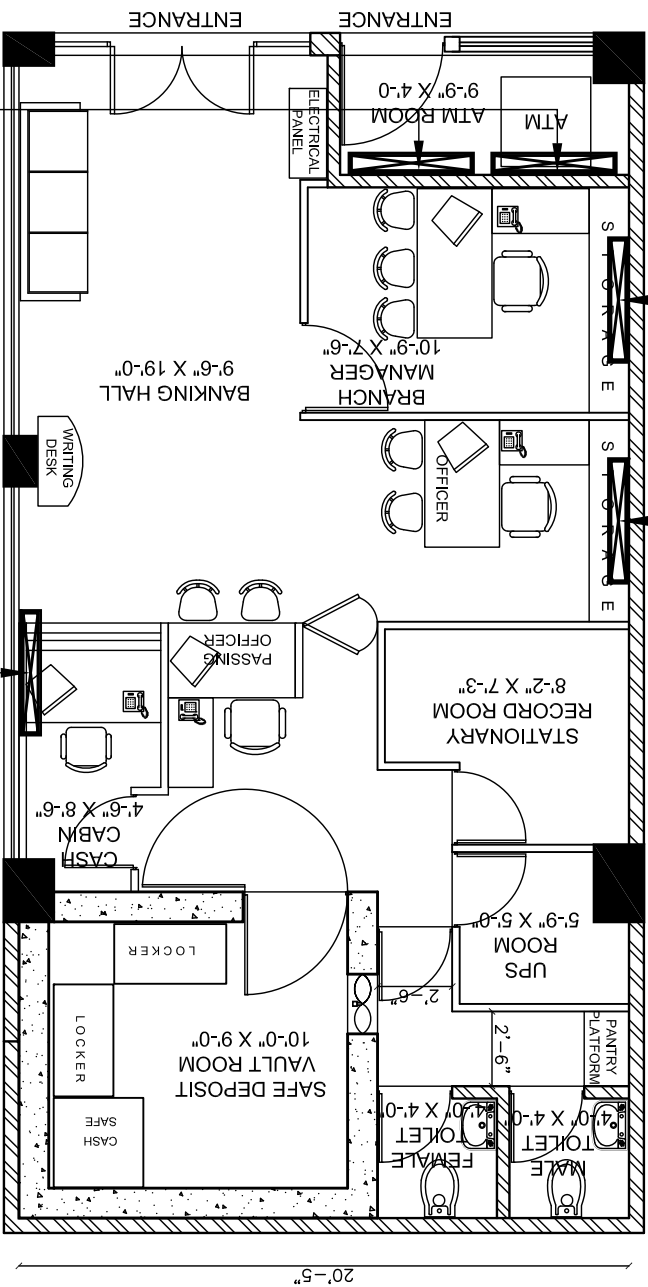 ENTRANCE
ENTRANCE
ELECTRICAL
PANEL
ATM ROOM
9'-9" X 4'-0"
ATM
STORAGE
BRANCH
MANAGER
10'-9" X 7'-6"
BANKING HALL
9'-6" X 19'-0"
WRITING
DESK
OFFICER
STORAGE
PASSING
OFFICER
STATIONARY
RECORD ROOM
8'-2" X 7'-3"
CASH
CABIN
4'-6" X 8'-6"
UPS
ROOM
5'-9" X 5'-0"
LOCKER
LOCKER
2'-6"
SAFE DEPOSIT
VAULT ROOM
10'-0" X 9'-0"
2'-6"
PANTRY
PLATFORM
CASH
SAFE
FEMALE
TOILET
4'-0" X 4'-0"
MALE
TOILET
4'-0" X 4'-0"
20'-5"